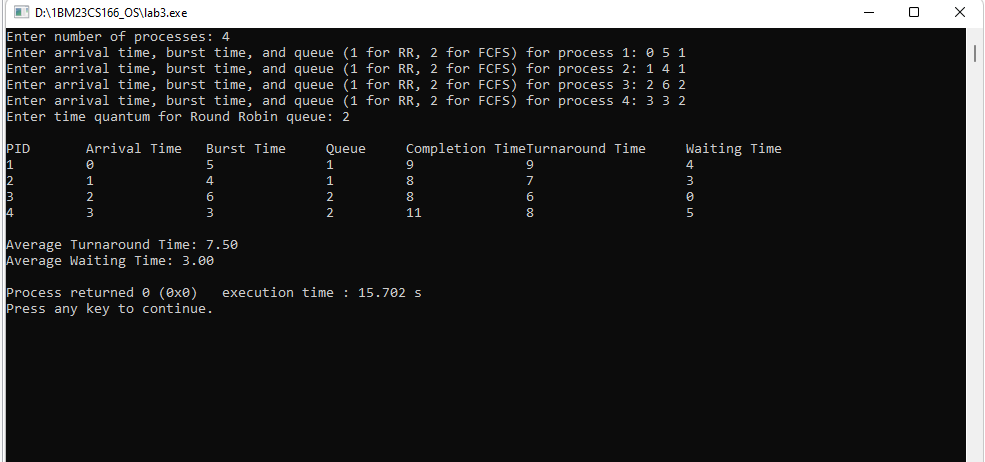 D:\1BM23CS166_OS\lab3.exe
Enter number of processes: 4
Enter arrival time, burst time, and queue (1 for RR, 2 for FCFS) for process 1: 0 5 1
Enter arrival time, burst time, and queue (1 for RR, 2 for FCFS) for process 2: 1 4 1
Enter arrival time, burst time, and queue (1 for RR, 2 for FCFS) for process 3: 2 6 2
Enter arrival time, burst time, and queue (1 for RR, 2 for FCFS) for process 4: 3 3 2
Enter time quantum for Round Robin queue: 2
PID Arrival Time Burst Time Queue Completion TimeTurnaround Time Waiting Time
1 0 5 1 9 9 4
2 1 4 1 8 7 3
3 2 6 2 8 6 0
4 3 3 2 11 8 5
Average Turnaround Time: 7.50
Average Waiting Time: 3.00
Process returned 0 (0x0) execution time : 15.702 s
Press any key to continue.